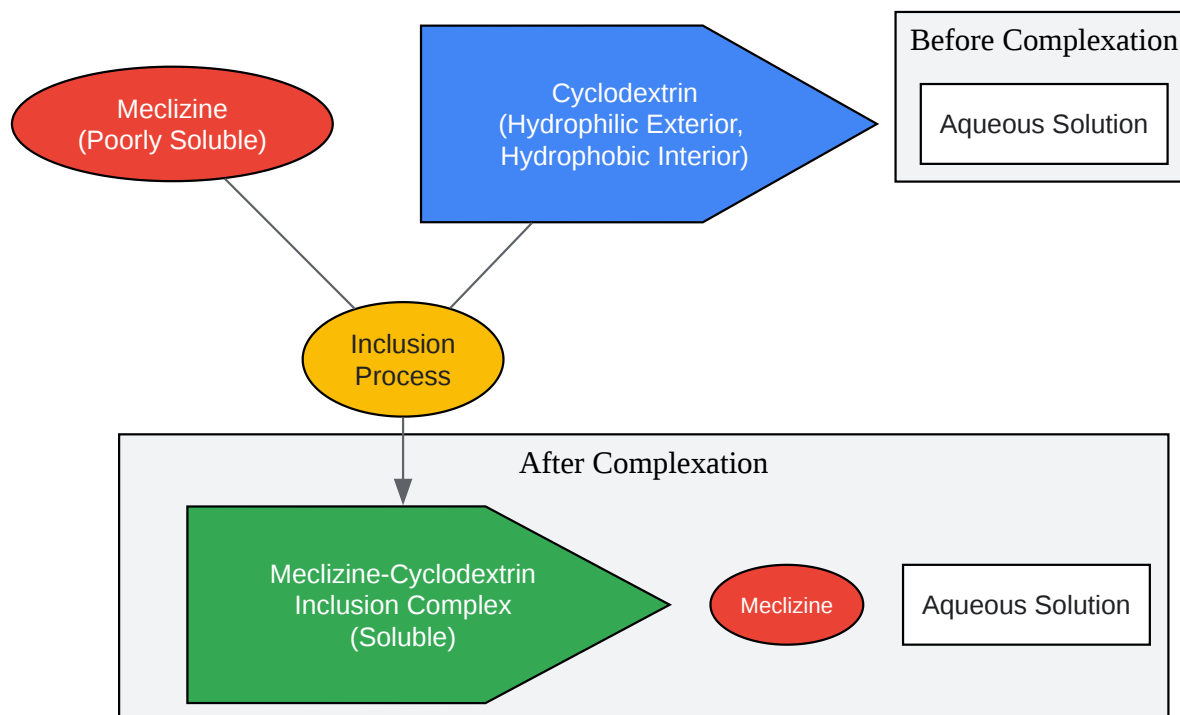 Before Complexation
Meclizine
(Poorly Soluble)
Cyclodextrin
(Hydrophilic Exterior,
Hydrophobic Interior)
Aqueous Solution
Inclusion
Process
After Complexation
Meclizine-Cyclodextrin
Inclusion Complex
(Soluble)
Meclizine
Aqueous Solution